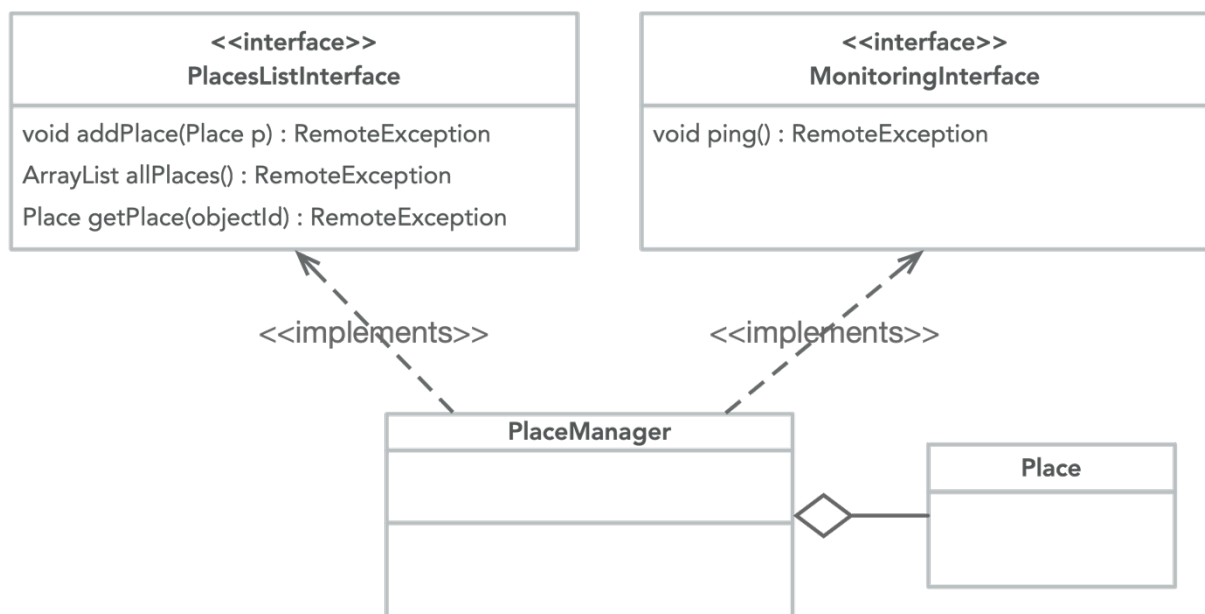 <<interface>>
PlacesListInterface
void addPlace(Place p) : RemoteException
ArrayList allPlaces() : RemoteException
Place getPlace(objectId) : RemoteException
<<interface>>
MonitoringInterface
void ping() : RemoteException
<<implements>>
<<implements>>
PlaceManager
Place